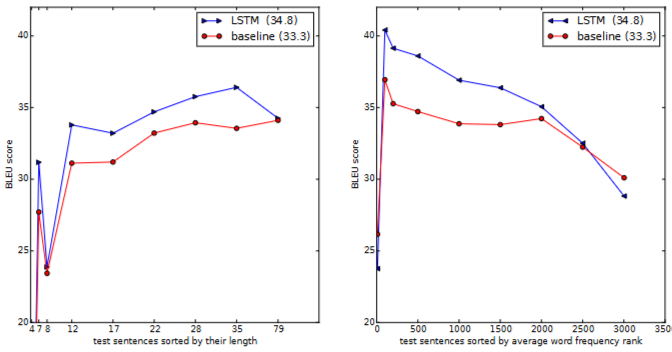 LSTM (34.8)
baseline (33.3)
40
35
30
25
20
BLEU score
4 7 8 12 17 22 28 35 79
test sentences sorted by their length
LSTM (34.8)
baseline (33.3)
40
35
30
25
20
BLEU score
0 500 1000 1500 2000 2500 3000 350
test sentences sorted by average word frequency rank